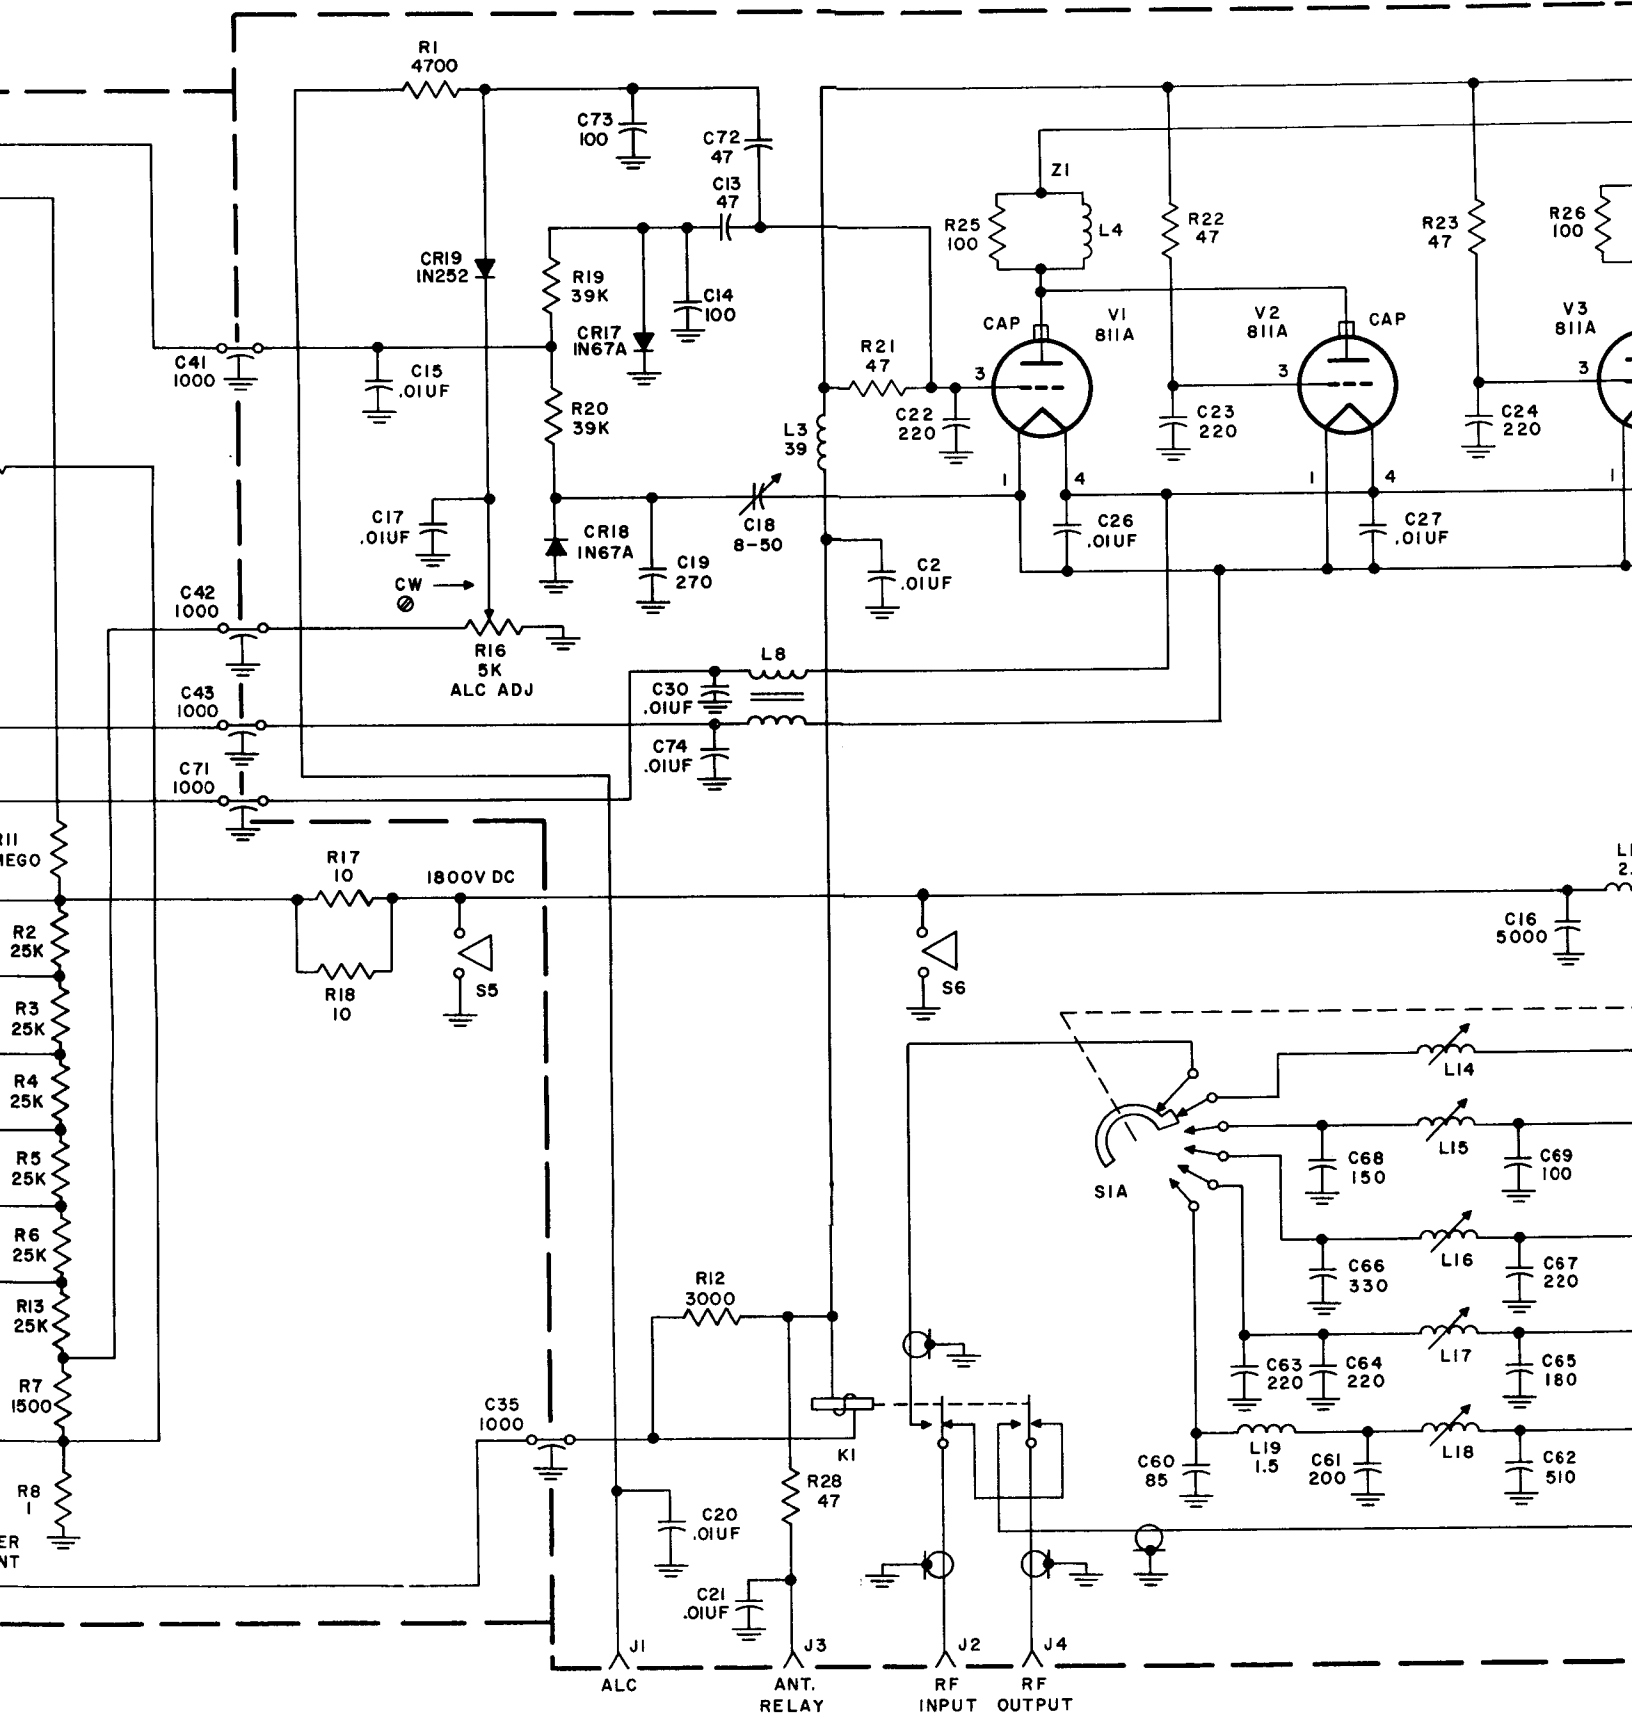 R1
4700
C73
100
C72
47
C13
47
Z1
R25
100
L4
R22
47
R23
47
R26
100
CR19
1N252
R19
39K
C14
100
CR17
1N67A
CAP
V1
811A
V2
811A
CAP
V3
811A
C41
1000
C15
.01UF
R21
47
3
3
3
R20
39K
L3
39
C22
220
C23
220
C24
220
1
4
1
4
1
C17
.01UF
CR18
1N67A
C19
270
C18
8-50
C2
.01UF
C26
.01UF
C27
.01UF
CW
C42
1000
R16
5K
ALC ADJ
L8
C30
.01UF
C43
1000
C74
.01UF
C71
1000
R11
MEGO
R17
10
1800V DC
R18
10
S5
S6
C16
5000
R2
25K
R3
25K
R4
25K
R5
25K
R6
25K
R13
25K
R7
1500
R8
1
L14
L15
C68
150
C69
100
S1A
L16
C66
330
C67
220
L17
C63
220
C64
220
C65
180
R12
3000
C35
1000
K1
R28
47
C60
85
L19
1.5
C61
200
L18
C62
510
C20
.01UF
C21
.01UF
J1
ALC
J3
ANT.
RELAY
J2
RF
INPUT
J4
RF
OUTPUT